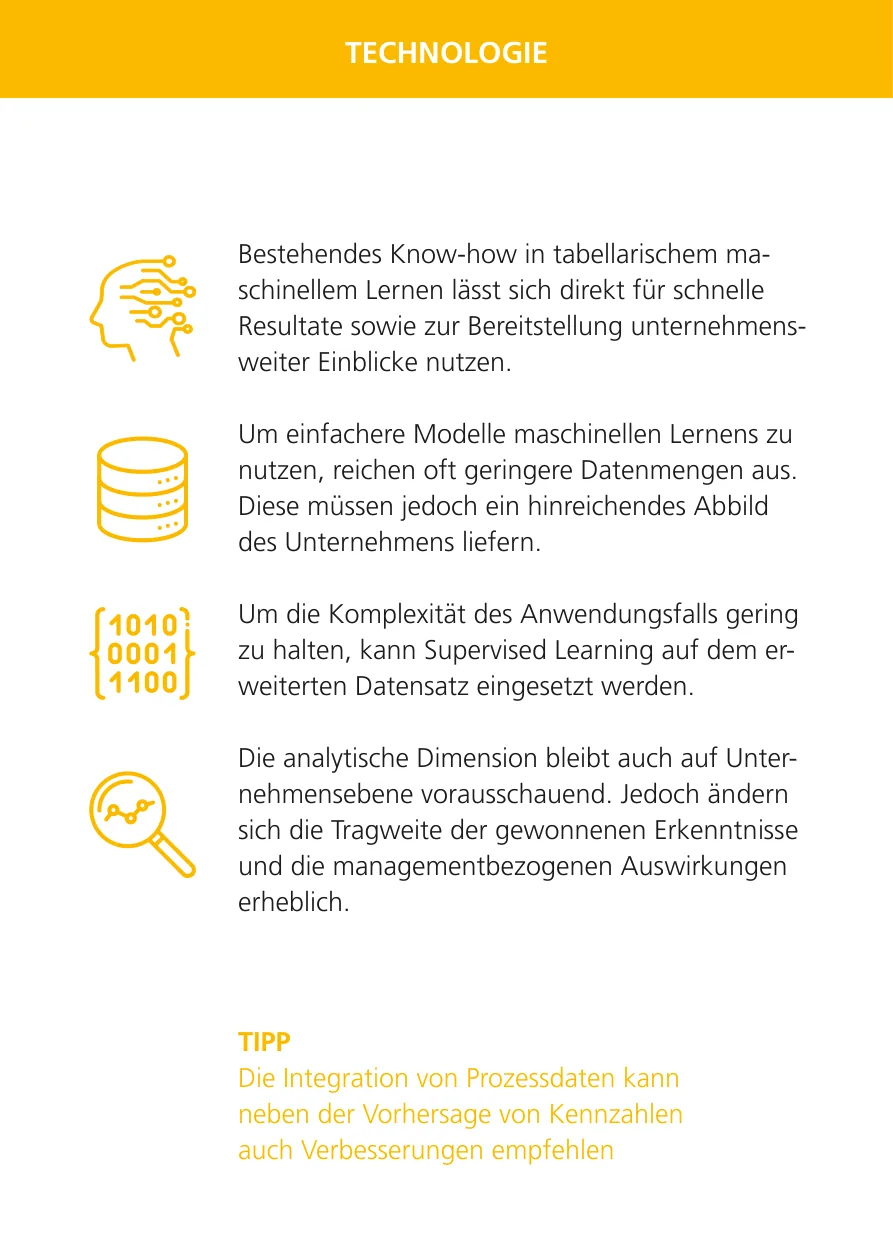 TECHNOLOGIE
Bestehendes Know-how in tabellarischem ma-
schinellem Lernen lässt sich direkt für schnelle
Resultate sowie zur Bereitstellung unternehmens-
weiter Einblicke nutzen.
Um einfachere Modelle maschinellen Lernens zu
nutzen, reichen oft geringere Datenmengen aus.
Diese müssen jedoch ein hinreichendes Abbild
des Unternehmens liefern.
1010
0001
1100
Um die Komplexität des Anwendungsfalls gering
zu halten, kann Supervised Learning auf dem er-
weiterten Datensatz eingesetzt werden.
Die analytische Dimension bleibt auch auf Unter-
nehmensebene vorausschauend. Jedoch ändern
sich die Tragweite der gewonnenen Erkenntnisse
und die managementbezogenen Auswirkungen
erheblich.
TIPP
Die Integration von Prozessdaten kann
neben der Vorhersage von Kennzahlen
auch Verbesserungen empfehlen